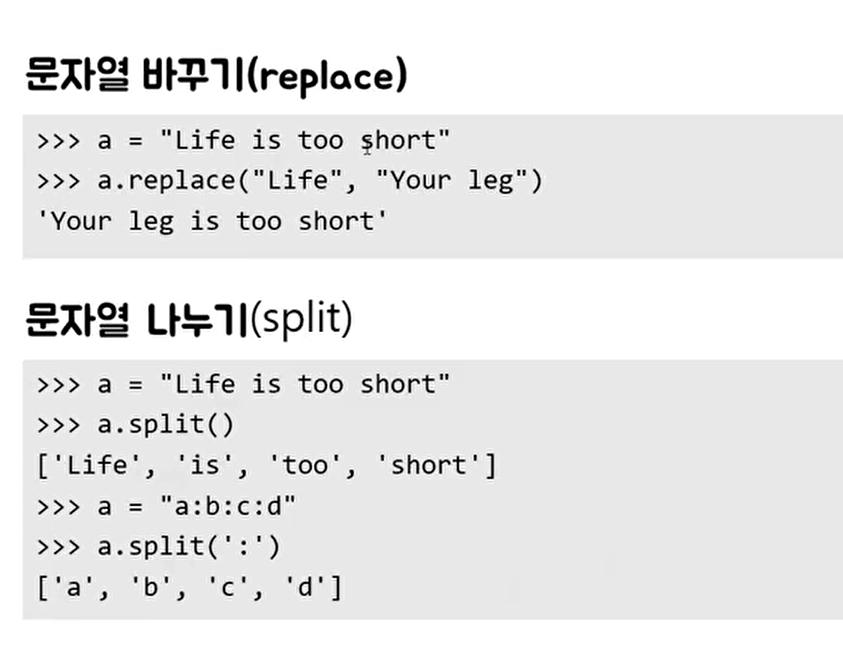 문자열 바꾸기(replace)
>>> a = "Life is too short"
>>> a.replace("Life", "Your leg")
'Your leg is too short'
문자열 나누기(split)
>>> a = "Life is too short"
>>> a.split()
['Life', 'is', 'too', 'short']
>>> a = "a:b:c:d"
>>> a.split(':')
['a', 'b', 'c', 'd']